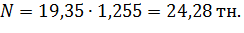 N = 19,35 · 1,255 = 24,28 тн.